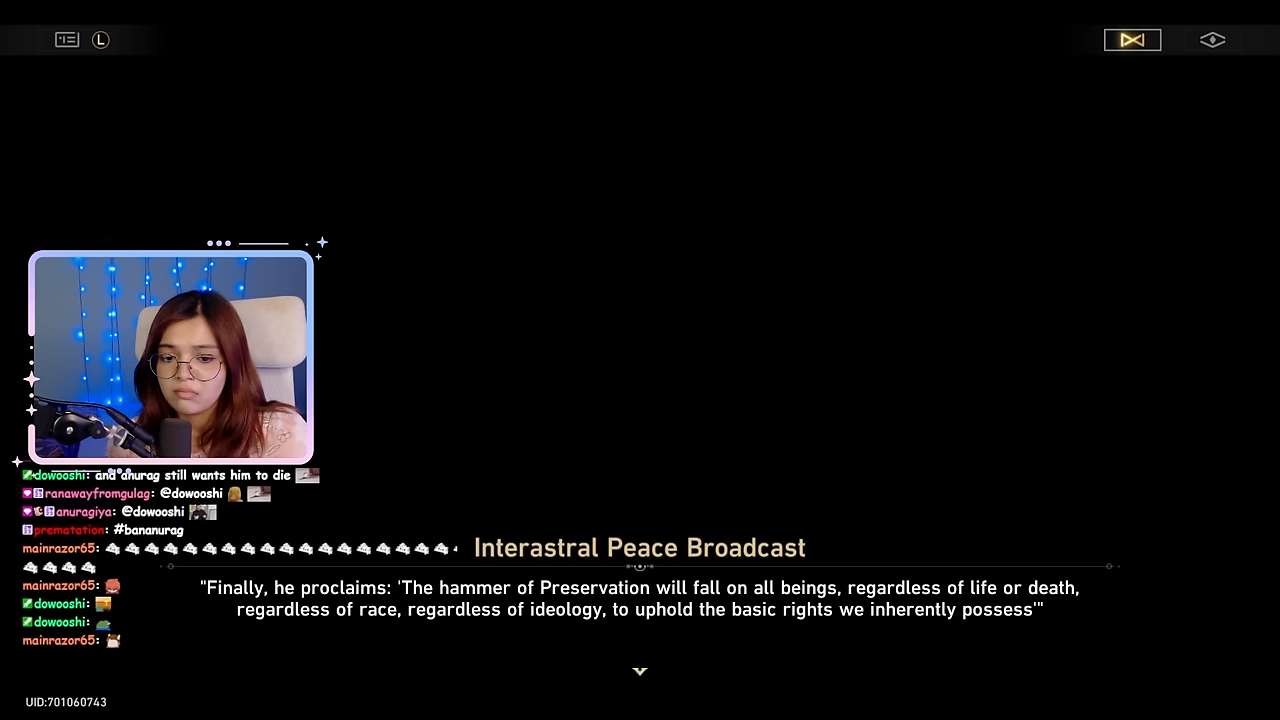 L
dowooshi: and anurag still wants him to die
ranawayfromgulag: @dowooshi
anuragiya: @dowooshi
prematation: #bananurag
mainrazor65:
mainrazor65:
dowooshi:
dowooshi:
mainrazor65:
Interastral Peace Broadcast
"Finally, he proclaims: 'The hammer of Preservation will fall on all beings, regardless of life or death,
regardless of race, regardless of ideology, to uphold the basic rights we inherently possess'"
UID:701060743